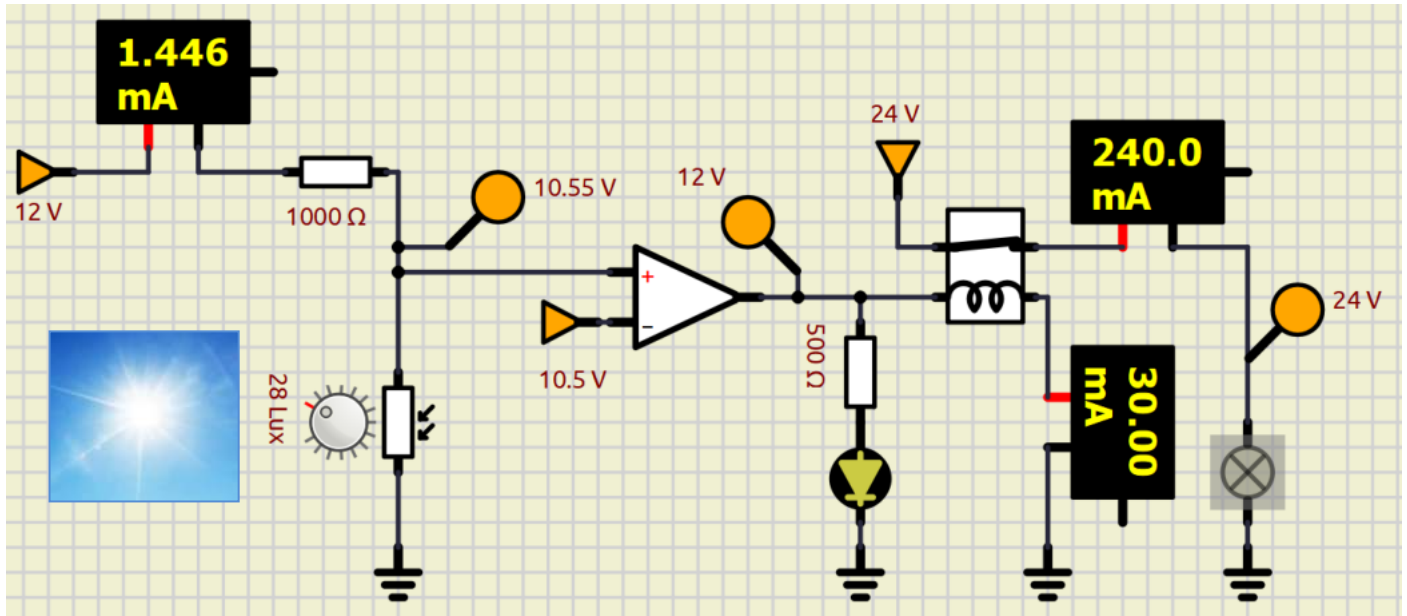 1.446
mA
12 V
1000 Ω
10.55 V
12 V
24 V
240.0
mA
+
−
10.5 V
28 Lux
500 Ω
30.00
mA
24 V